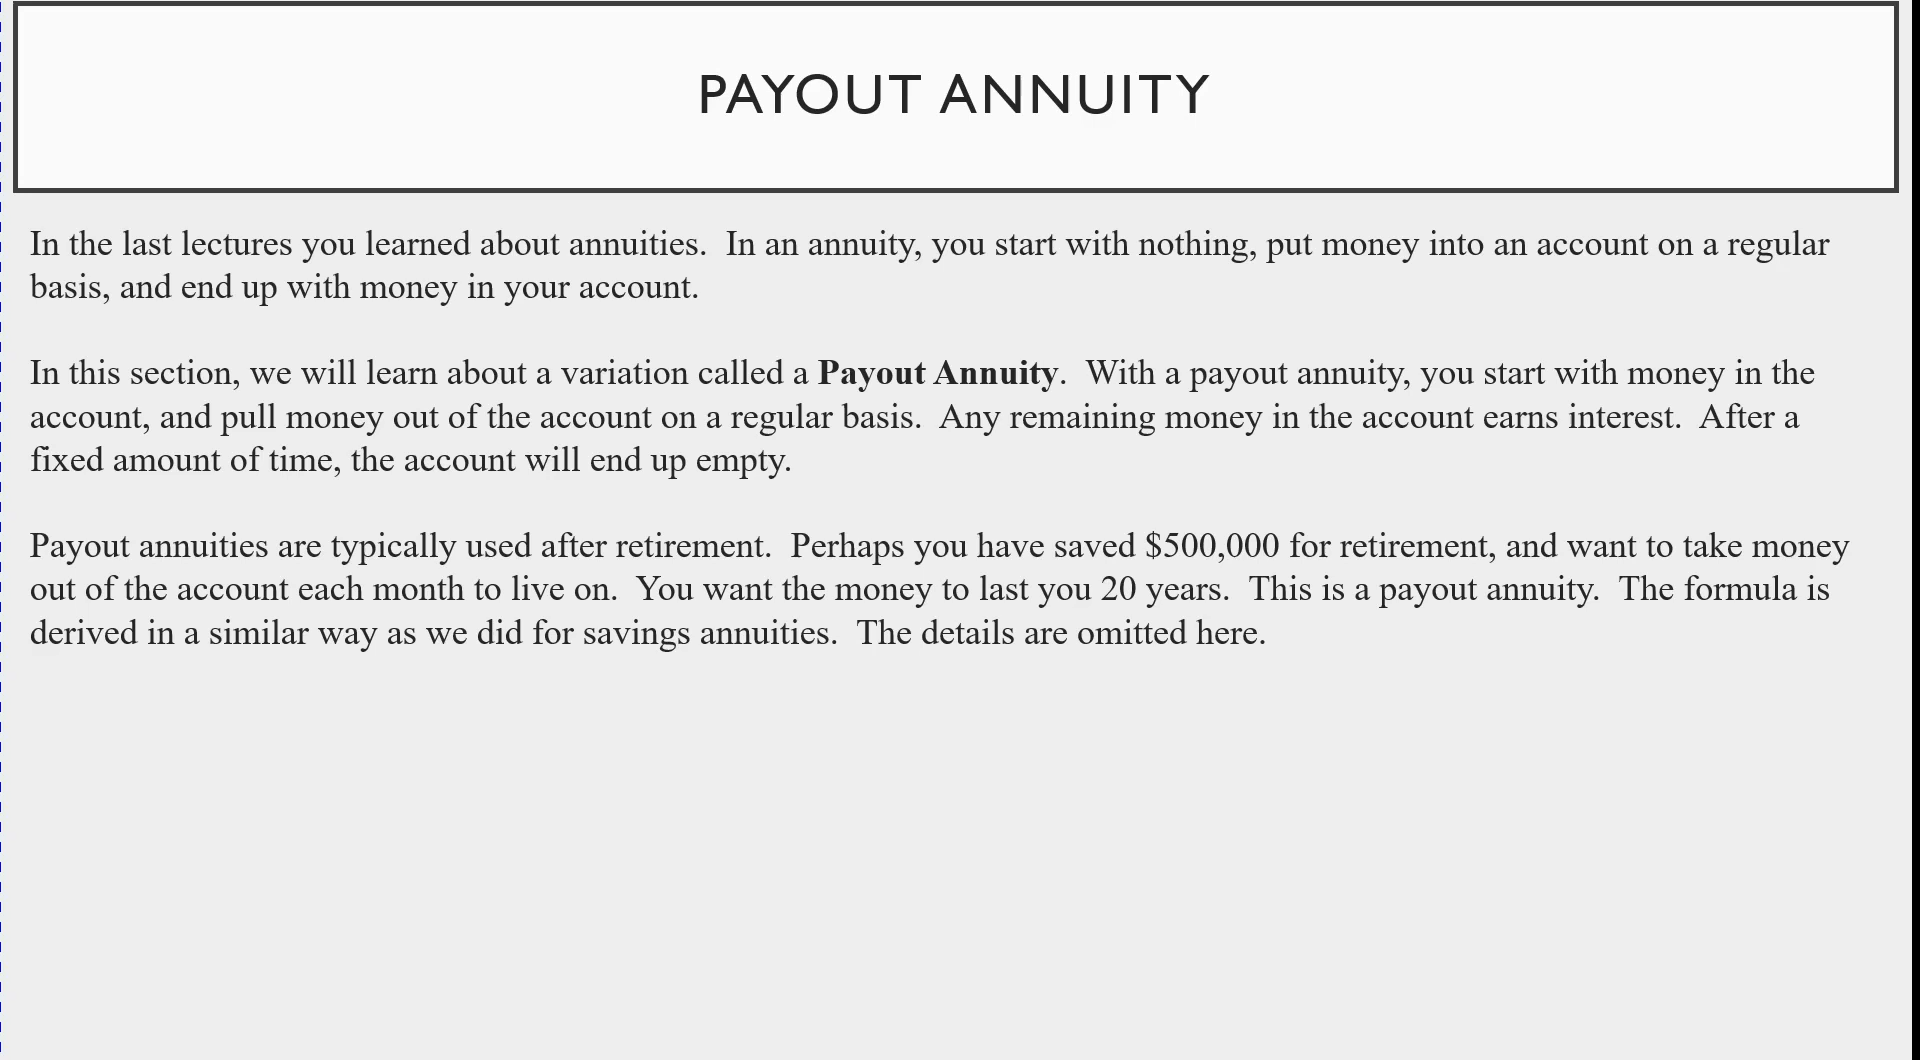 PAYOUT ANNUITY
In the last lectures you learned about annuities.  In an annuity, you start with nothing, put money into an account on a regular
basis, and end up with money in your account.
In this section, we will learn about a variation called a Payout Annuity.  With a payout annuity, you start with money in the
account, and pull money out of the account on a regular basis.  Any remaining money in the account earns interest.  After a
fixed amount of time, the account will end up empty.
Payout annuities are typically used after retirement.  Perhaps you have saved $500,000 for retirement, and want to take money
out of the account each month to live on.  You want the money to last you 20 years.  This is a payout annuity.  The formula is
derived in a similar way as we did for savings annuities.  The details are omitted here.